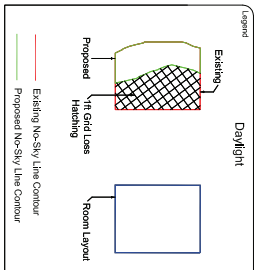 Legend
Daylight
Existing
Proposed
1ft Grid Loss
Hatching
Room Layout
Existing No-Sky Line Contour
Proposed No-Sky Line Contour